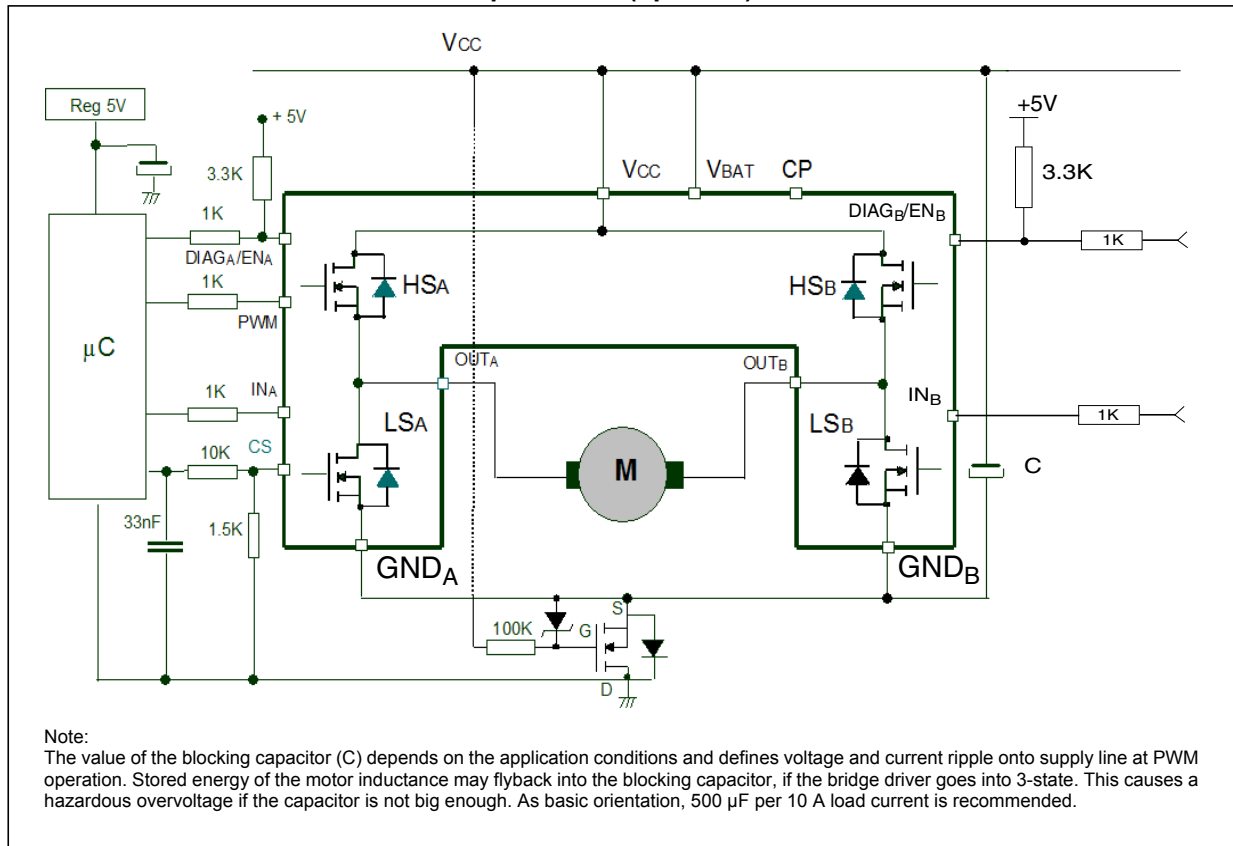 VCC
Reg 5V
+ 5V
+5V
3.3K
VCC
VBAT
CP
3.3K
1K
DIAGB/ENB
1K
DIAGA/ENA
HSA
HSB
1K
PWM
µC
OUTA
OUTB
1K
INA
INB
LSA
LSB
1K
M
CS
10K
C
33nF
1.5K
GNDA
GNDB
S
100K
G
D
Note:
The value of the blocking capacitor (C) depends on the application conditions and defines voltage and current ripple onto supply line at PWM
operation. Stored energy of the motor inductance may flyback into the blocking capacitor, if the bridge driver goes into 3-state. This causes a
hazardous overvoltage if the capacitor is not big enough. As basic orientation, 500 µF per 10 A load current is recommended.